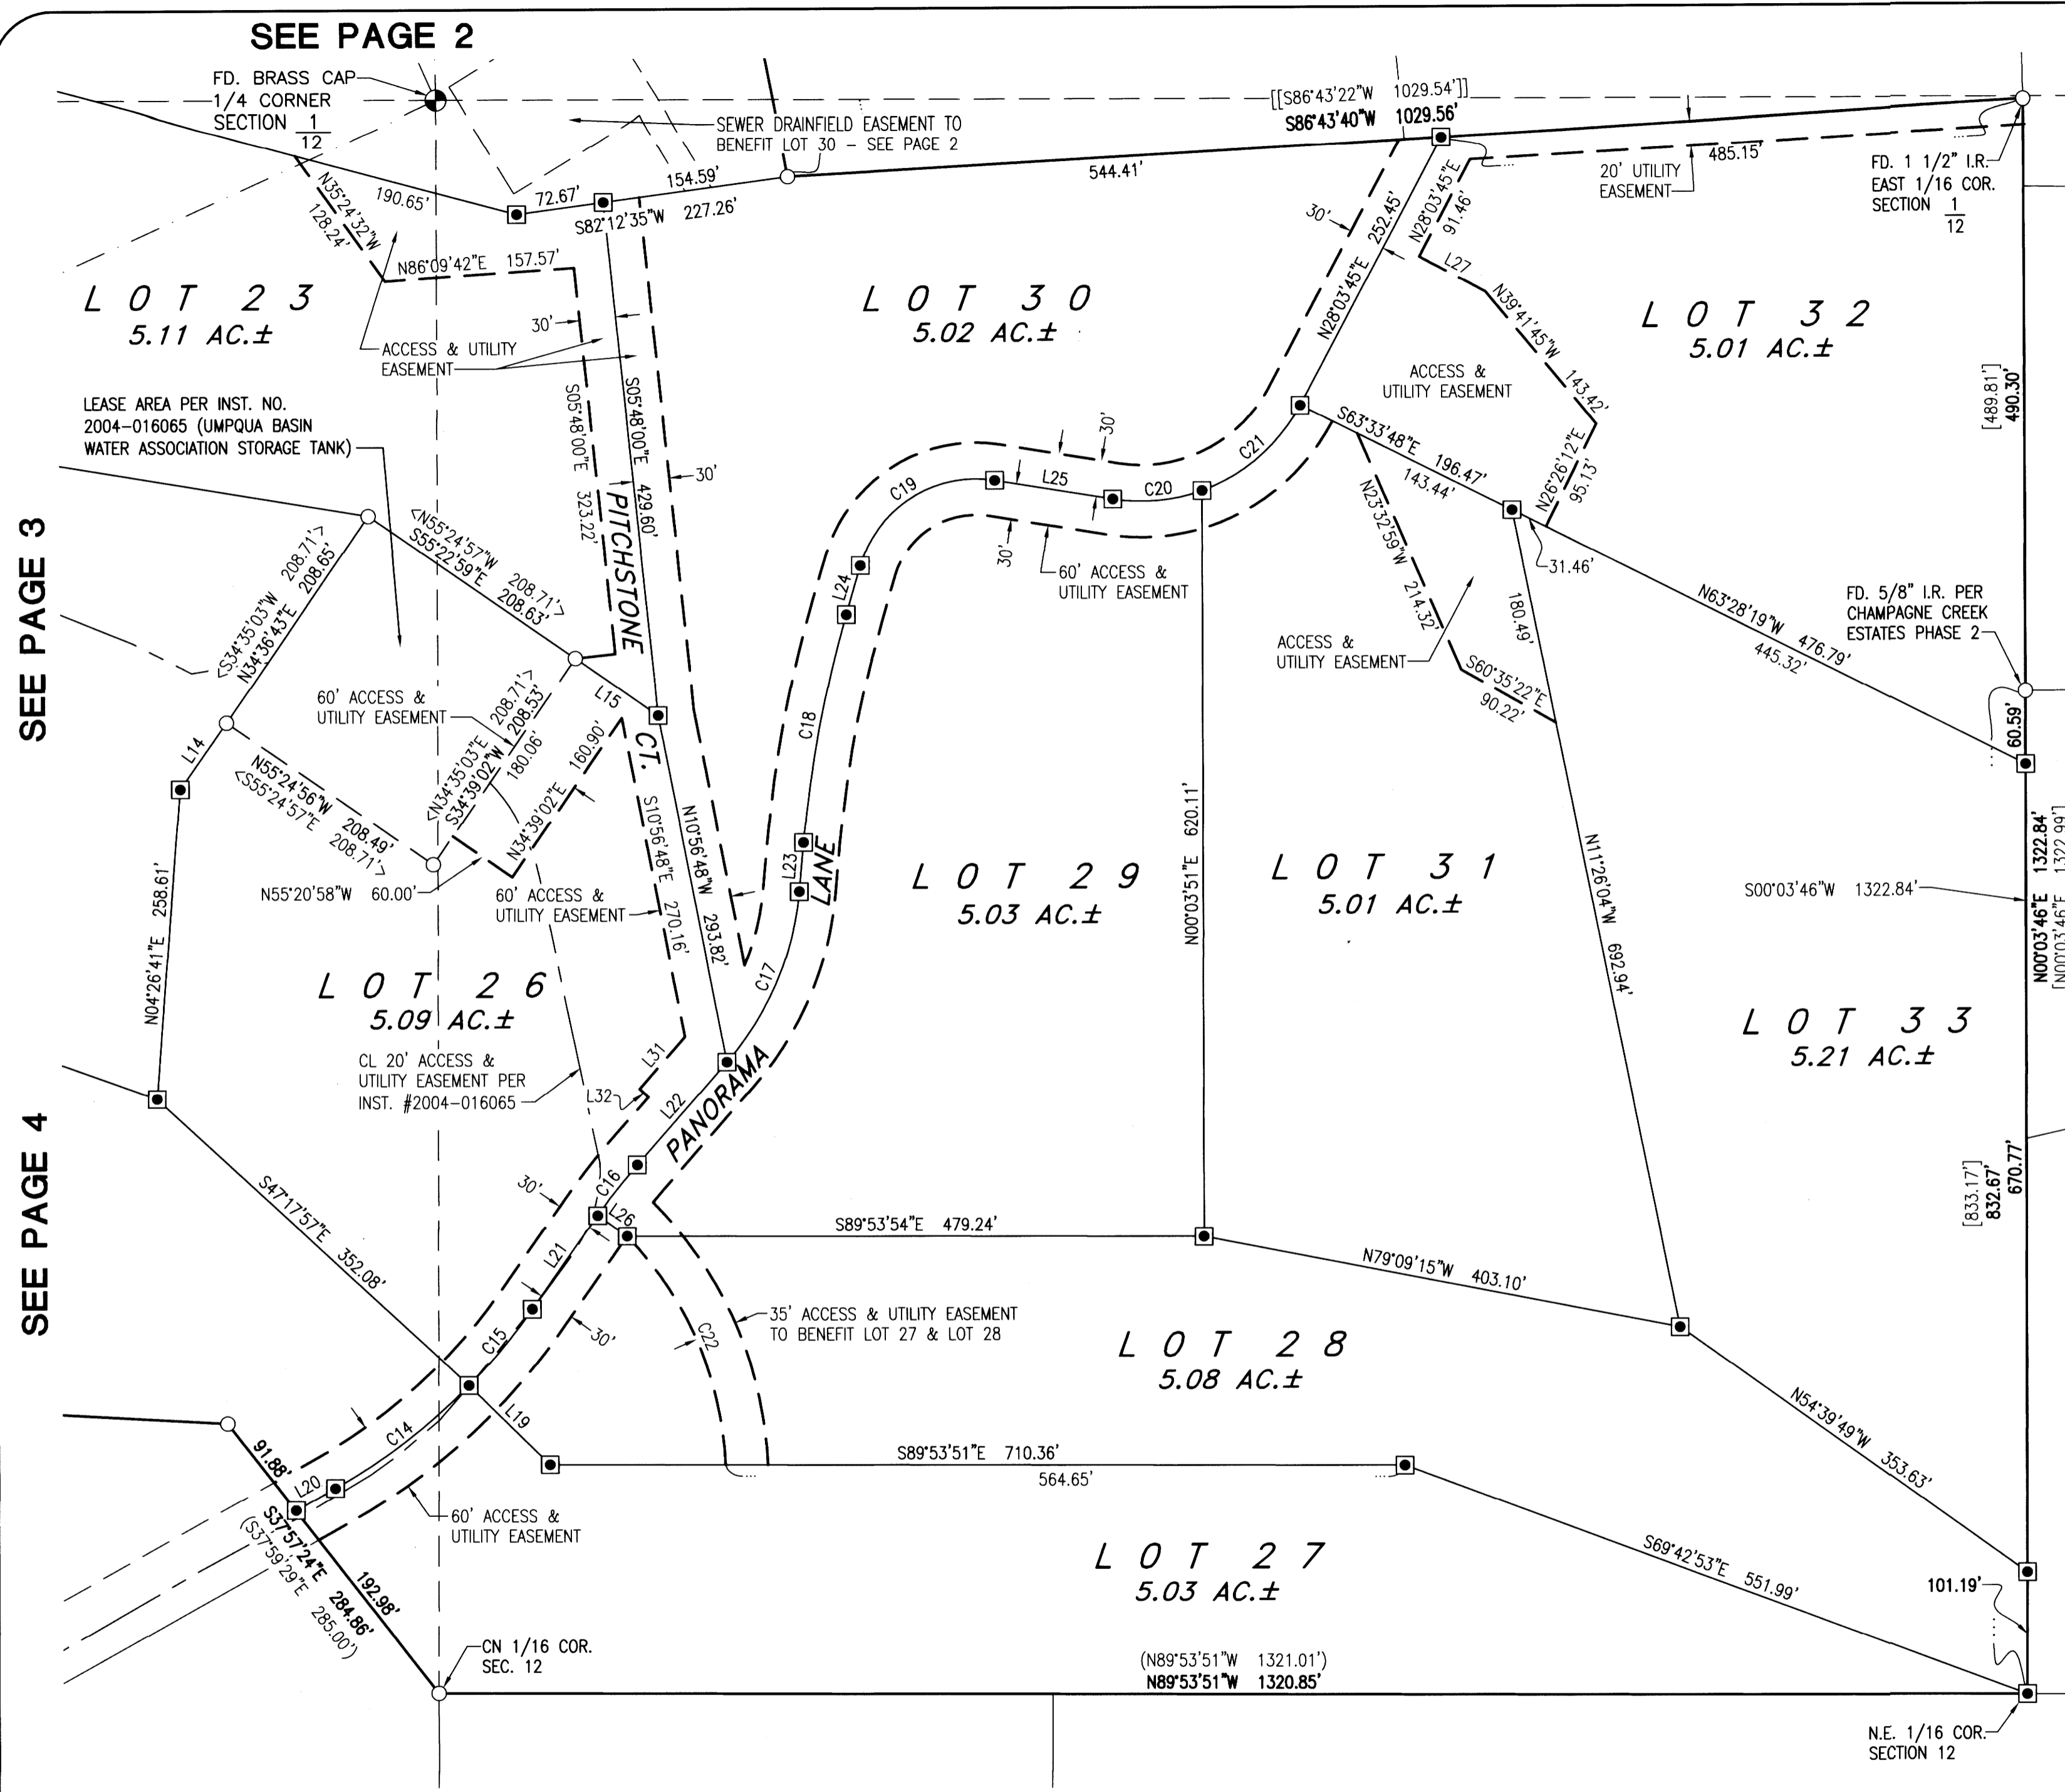 SEE PAGE 2
FD. BRASS CAP
1/4 CORNER
SECTION 1
12
SEWER DRAINFIELD EASEMENT TO
BENEFIT LOT 30 - SEE PAGE 2
[[S86°43'22"W 1029.54']]
S86°43'40"W 1029.56'
544.41'
485.15'
20' UTILITY
EASEMENT
FD. 1 1/2" I.R.
EAST 1/16 COR.
SECTION 1
12
190.65'
72.67'
154.59'
S82°12'35"W 227.26'
N35°24'32"W
128.24'
N86°09'42"E 157.57'
LOT 23
5.11 AC.±
30'
ACCESS & UTILITY
EASEMENT
S05°48'00"E 323.22'
S05°48'00"E 429.60'
30'
LOT 30
5.02 AC.±
30'
252.45'
N28°03'45"E
N28°03'45"E
91.46'
L27
N39°41'45"W 143.42'
LOT 32
5.01 AC.±
ACCESS &
UTILITY EASEMENT
[489.81']
490.30'
LEASE AREA PER INST. NO.
2004-016065 (UMPQUA BASIN
WATER ASSOCIATION STORAGE TANK)
SEE PAGE 3
<N55°24'57"W 208.71'>
S55°22'59"E 208.63'
<S34°35'03"W 208.71'>
N34°36'43"E 208.65'
PITCHSTONE
CT.
C19
L25
30'
C20
C21
S63°33'48"E 196.47'
143.44'
N26°26'12"E
95.13'
31.46'
N23°32'59"W 214.32'
30'
60' ACCESS &
UTILITY EASEMENT
L24
C18
N63°28'19"W 476.79'
445.32'
FD. 5/8" I.R. PER
CHAMPAGNE CREEK
ESTATES PHASE 2
60.59'
180.49'
ACCESS &
UTILITY EASEMENT
S60°35'22"E
90.22'
60' ACCESS &
UTILITY EASEMENT
L15
L14
N55°24'56"W 208.49'
<S55°24'57"E 208.71'>
<N34°35'03"E 208.71'>
S34°39'02"W 208.53'
180.06'
N34°39'02"E 160.90'
N55°20'58"W 60.00'
60' ACCESS &
UTILITY EASEMENT
S10°56'48"E 270.16'
N10°56'48"W 293.82'
L23
LANE
C17
LOT 29
5.03 AC.±
N00°03'51"E 620.11'
LOT 31
5.01 AC.±
N11°26'04"W 692.94'
S00°03'46"W 1322.84'
N00°03'46"E 1322.84'
[N00°03'46"E 1322.99']
N04°26'41"E 258.61'
LOT 26
5.09 AC.±
LOT 33
5.21 AC.±
CL 20' ACCESS &
UTILITY EASEMENT PER
INST. #2004-016065
L31
L32
L22
PANORAMA
SEE PAGE 4
S47°17'57"E 352.08'
30'
C16
L26
L21
S89°53'54"E 479.24'
N79°09'15"W 403.10'
[833.17']
832.67'
670.77'
C15
30'
C22
35' ACCESS & UTILITY EASEMENT
TO BENEFIT LOT 27 & LOT 28
LOT 28
5.08 AC.±
N54°39'49"W 353.63'
C14
L19
91.88'
L20
S89°53'51"E 710.36'
564.65'
60' ACCESS &
UTILITY EASEMENT
S37°57'24"E 284.86'
(S37°59'29"E 285.00')
192.98'
LOT 27
5.03 AC.±
S69°42'53"E 551.99'
101.19'
CN 1/16 COR.
SEC. 12
(N89°53'51"W 1321.01')
N89°53'51"W 1320.85'
N.E. 1/16 COR.
SECTION 12